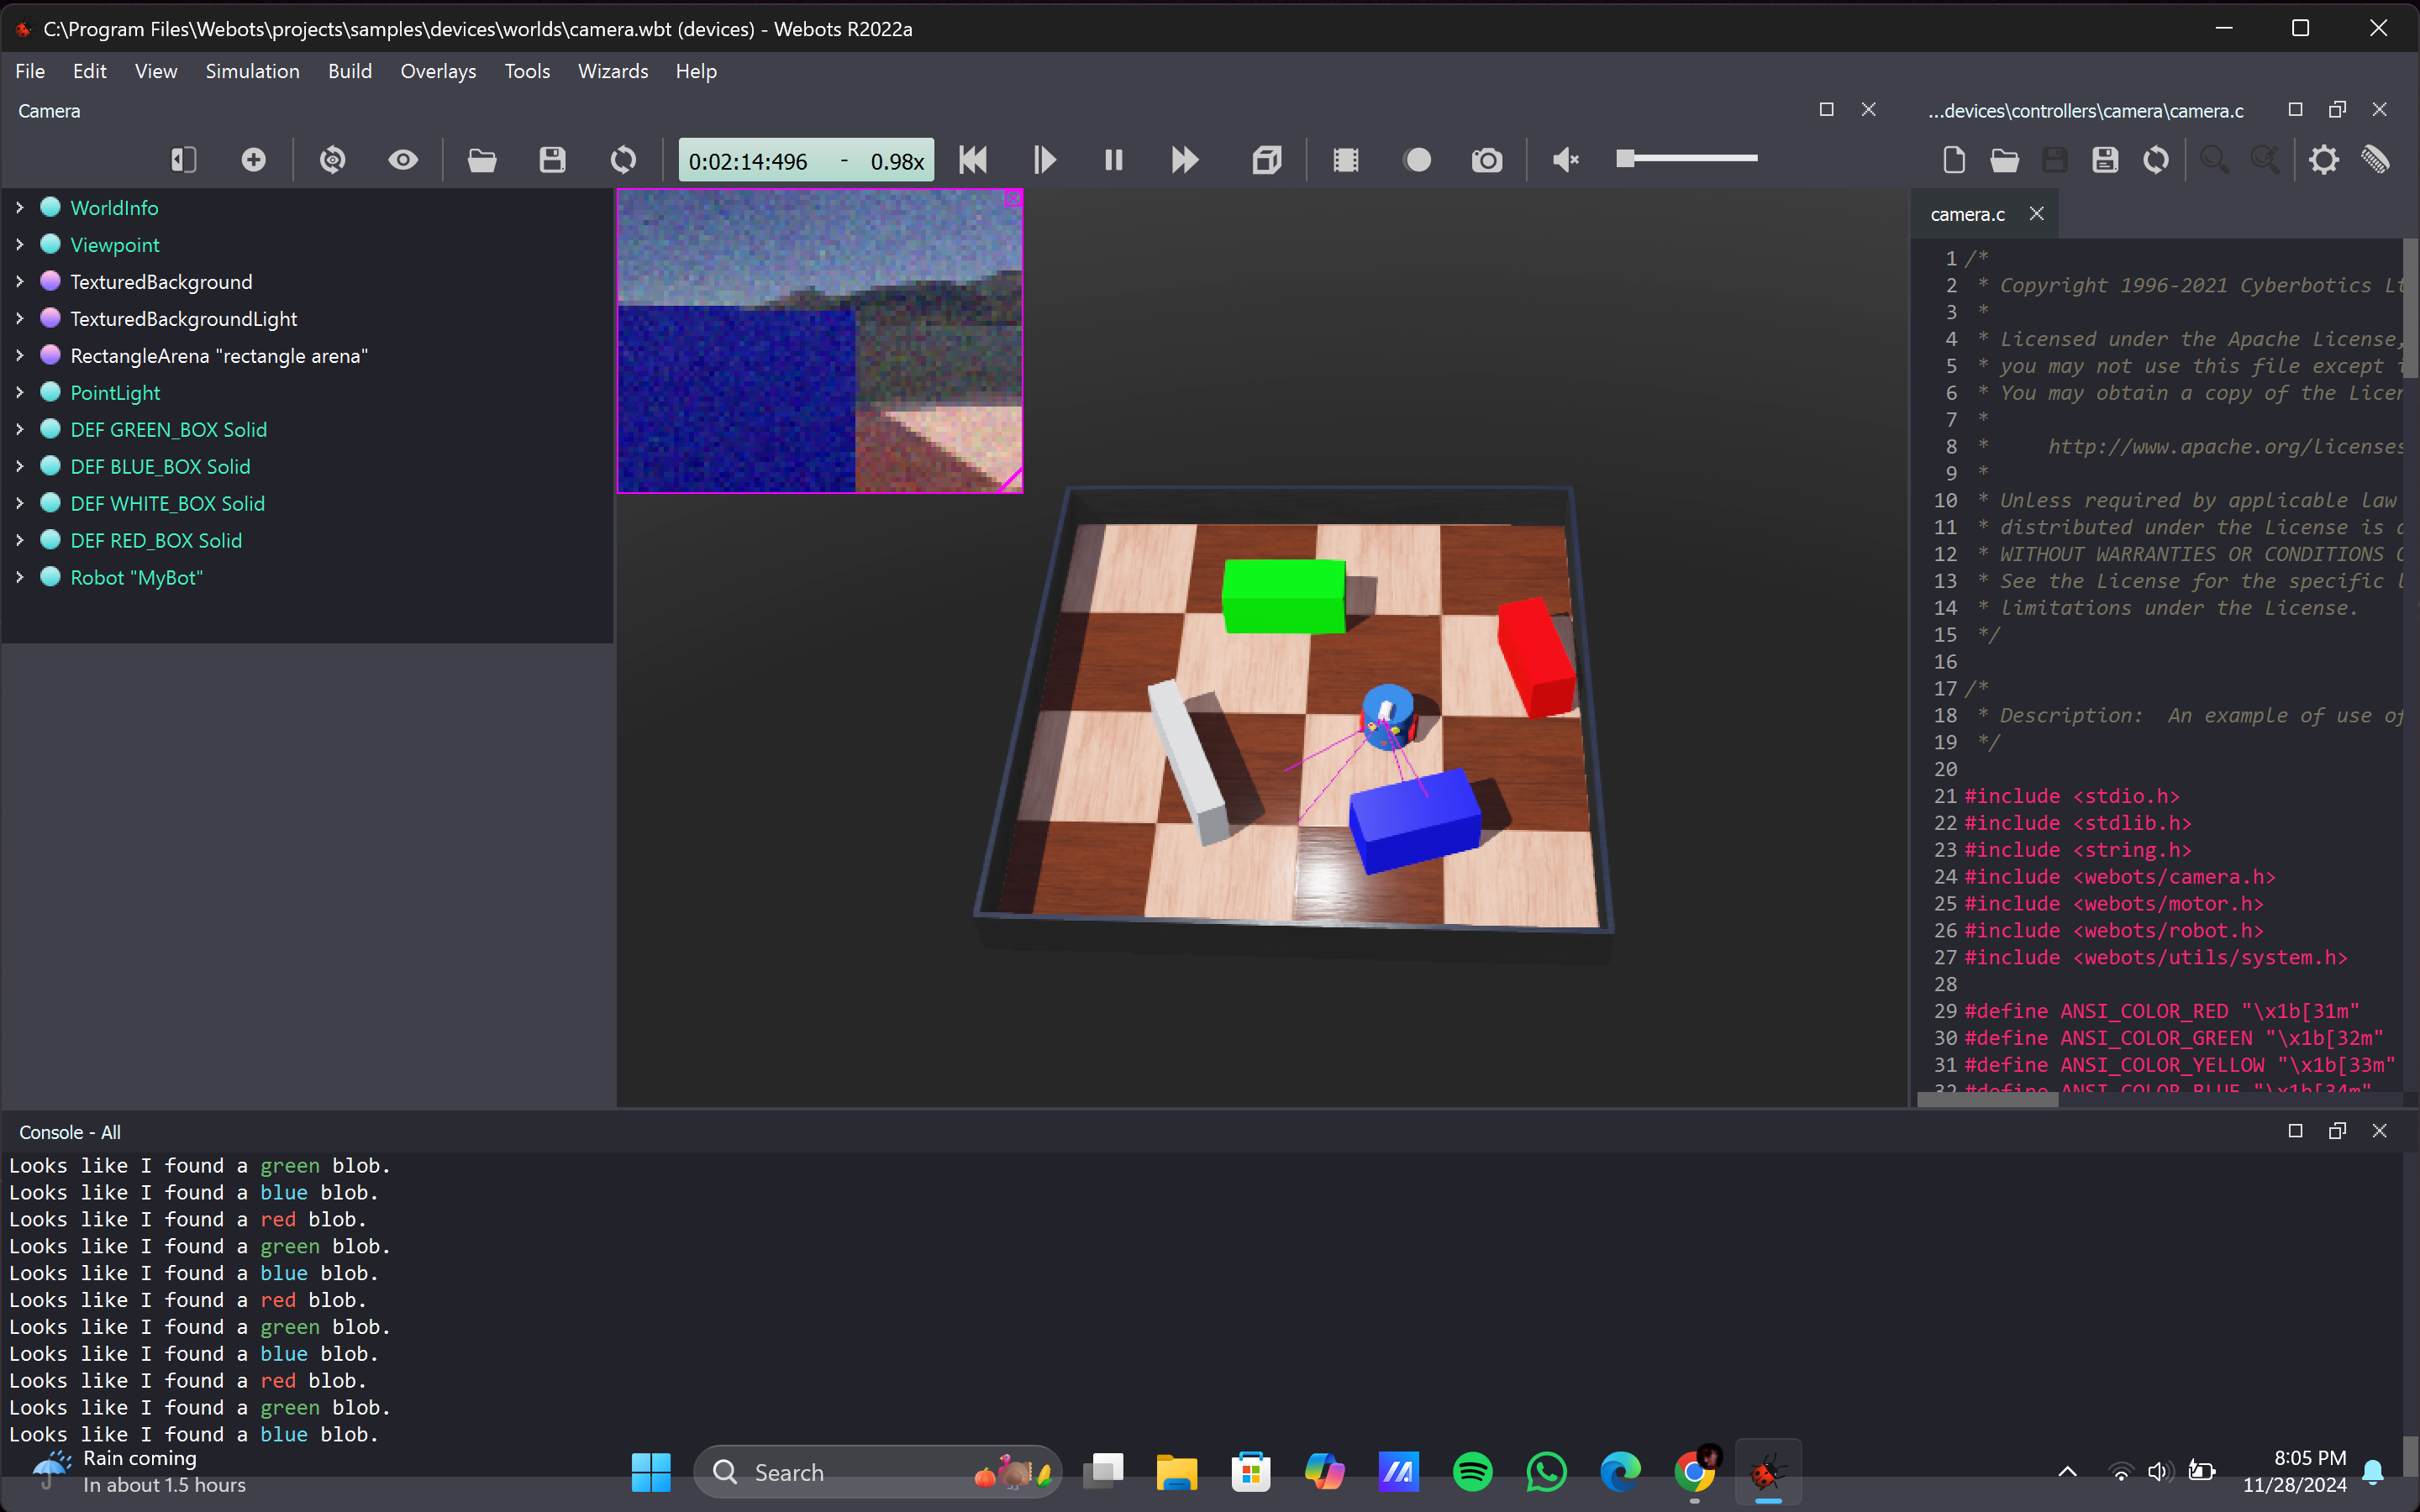 C:\Program Files\Webots\projects\samples\devices\worlds\camera.wbt (devices) - Webots R2022a
File Edit View Simulation Build Overlays Tools Wizards Help
Camera
...devices\controllers\camera\camera.c
0:02:14:496 - 0.98x
WorldInfo
Viewpoint
TexturedBackground
TexturedBackgroundLight
RectangleArena "rectangle arena"
PointLight
DEF GREEN_BOX Solid
DEF BLUE_BOX Solid
DEF WHITE_BOX Solid
DEF RED_BOX Solid
Robot "MyBot"
camera.c
1 /*
2 * Copyright 1996-2021 Cyberbotics Lt
3 *
4 * Licensed under the Apache License,
5 * you may not use this file except i
6 * You may obtain a copy of the Licen
7 *
8 * http://www.apache.org/licenses
9 *
10 * Unless required by applicable law
11 * distributed under the License is d
12 * WITHOUT WARRANTIES OR CONDITIONS O
13 * See the License for the specific l
14 * limitations under the License.
15 */
16
17 /*
18 * Description: An example of use of
19 */
20
21 #include <stdio.h>
22 #include <stdlib.h>
23 #include <string.h>
24 #include <webots/camera.h>
25 #include <webots/motor.h>
26 #include <webots/robot.h>
27 #include <webots/utils/system.h>
28
29 #define ANSI_COLOR_RED "\x1b[31m"
30 #define ANSI_COLOR_GREEN "\x1b[32m"
31 #define ANSI_COLOR_YELLOW "\x1b[33m"
32 #define ANSI_COLOR_BLUE "\x1b[34m"
Console - All
Looks like I found a green blob.
Looks like I found a blue blob.
Looks like I found a red blob.
Looks like I found a green blob.
Looks like I found a blue blob.
Looks like I found a red blob.
Looks like I found a green blob.
Looks like I found a blue blob.
Looks like I found a red blob.
Looks like I found a green blob.
Looks like I found a blue blob.
Rain coming
In about 1.5 hours
Search
8:05 PM
11/28/2024